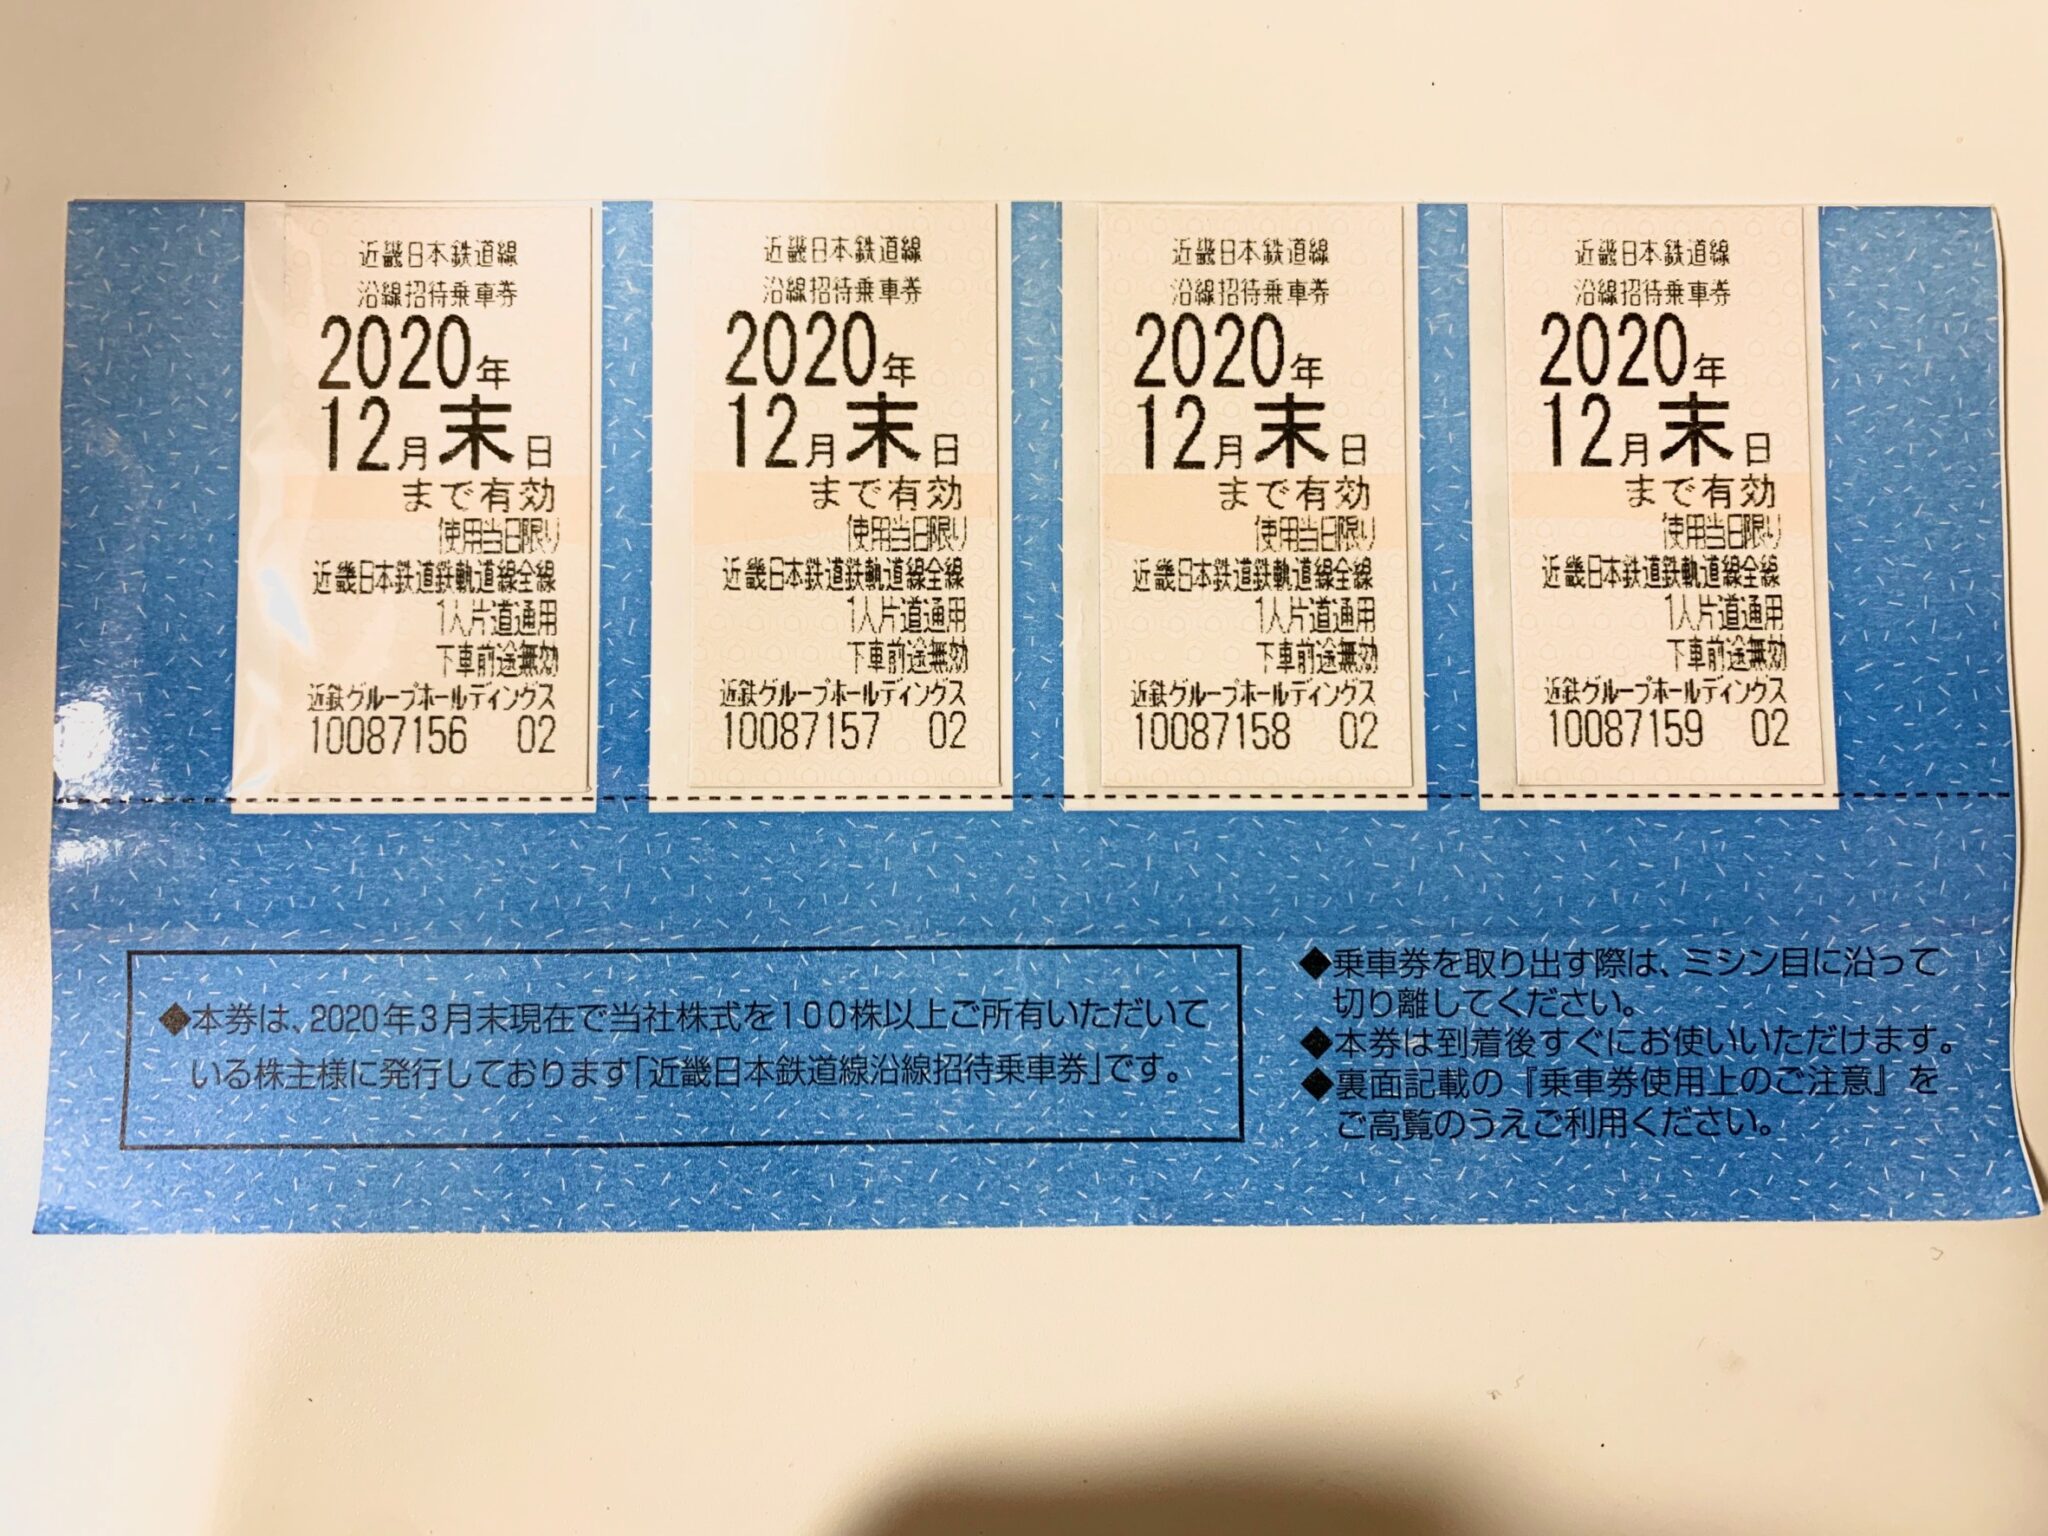 近畿日本鉄道線
沿線招待乗車券
2020年
12月末日
まで有効
使用当日限り
近畿日本鉄道鉄軌道線全線
1人片道通用
下車前途無効
近鉄グループホールディングス
10087156 02
近畿日本鉄道線
沿線招待乗車券
2020年
12月末日
まで有効
使用当日限り
近畿日本鉄道鉄軌道線全線
1人片道通用
下車前途無効
近鉄グループホールディングス
10087157 02
近畿日本鉄道線
沿線招待乗車券
2020年
12月末日
まで有効
使用当日限り
近畿日本鉄道鉄軌道線全線
1人片道通用
下車前途無効
近鉄グループホールディングス
10087158 02
近畿日本鉄道線
沿線招待乗車券
2020年
12月末日
まで有効
使用当日限り
近畿日本鉄道鉄軌道線全線
1人片道通用
下車前途無効
近鉄グループホールディングス
10087159 02
◆本券は、2020年3月末現在で当社株式を100株以上ご所有いただいて
いる株主様に発行しております「近畿日本鉄道線沿線招待乗車券」です。
◆乗車券を取り出す際は、ミシン目に沿って
切り離してください。
◆本券は到着後すぐにお使いいただけます。
◆裏面記載の『乗車券使用上のご注意』を
ご高覧のうえご利用ください。